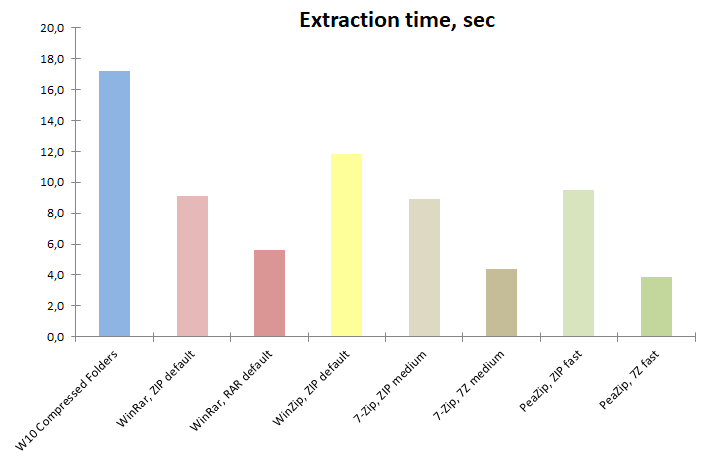 Extraction time, sec
20,0
18,0
16,0
14,0
12,0
10,0
8,0
6,0
4,0
2,0
0,0
W10 Compressed Folders
WinRar, ZIP default
WinRar, RAR default
WinZip, ZIP default
7-Zip, ZIP medium
7-Zip, 7Z medium
PeaZip, ZIP fast
PeaZip, 7Z fast